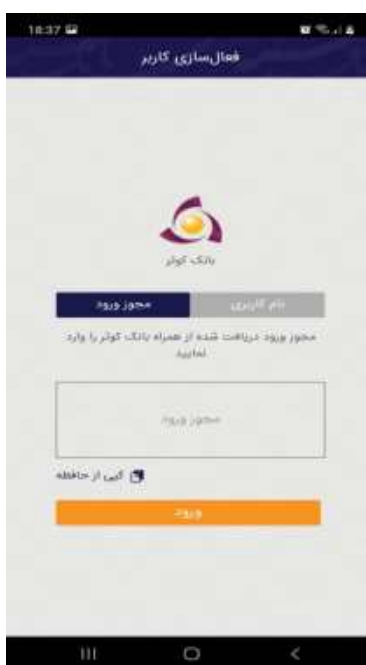 18:37
فعال‌سازی کاربر
بانک کوثر
نام کاربری
مجوز ورود
مجوز ورود دریافت شده از همراه بانک کوثر را وارد
نمایید
مجوز ورود
کپی از حافظه
ورود